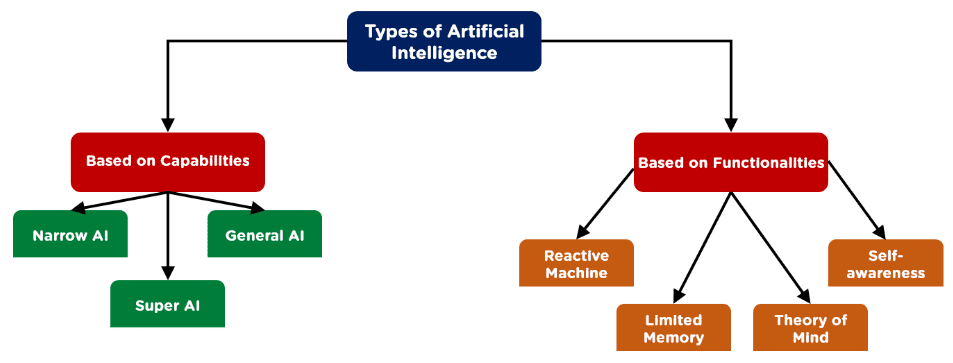 Types of Artificial
Intelligence
Based on Capabilities
Based on Functionalities
Narrow AI
General AI
Super AI
Reactive
Machine
Self-
awareness
Limited
Memory
Theory of
Mind